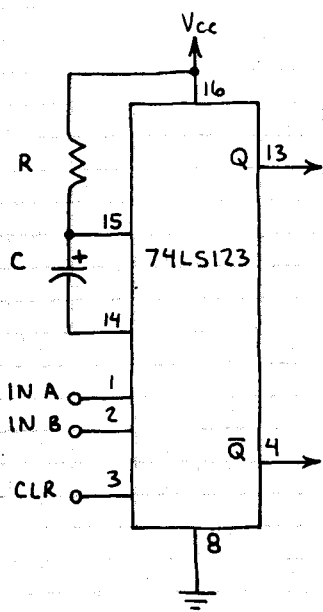 Vcc
16
Q 13
R
15
C +
74LS123
14
IN A 1
IN B 2
Q̅ 4
CLR 3
8